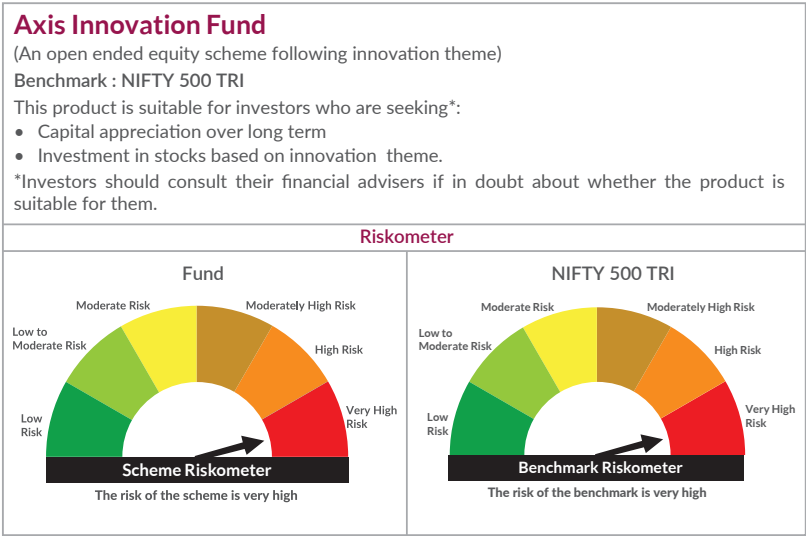 Axis Innovation Fund
(An open ended equity scheme following innovation theme)
Benchmark : NIFTY 500 TRI
This product is suitable for investors who are seeking*:
• Capital appreciation over long term
• Investment in stocks based on innovation theme.
*Investors should consult their financial advisers if in doubt about whether the product is
suitable for them.
Riskometer
Fund
Moderate Risk
Moderately High Risk
Low to
Moderate Risk
High Risk
Low
Risk
Very High
Risk
Scheme Riskometer
The risk of the scheme is very high
NIFTY 500 TRI
Moderate Risk
Moderately High Risk
Low to
Moderate Risk
High Risk
Low
Risk
Very High
Risk
Benchmark Riskometer
The risk of the benchmark is very high